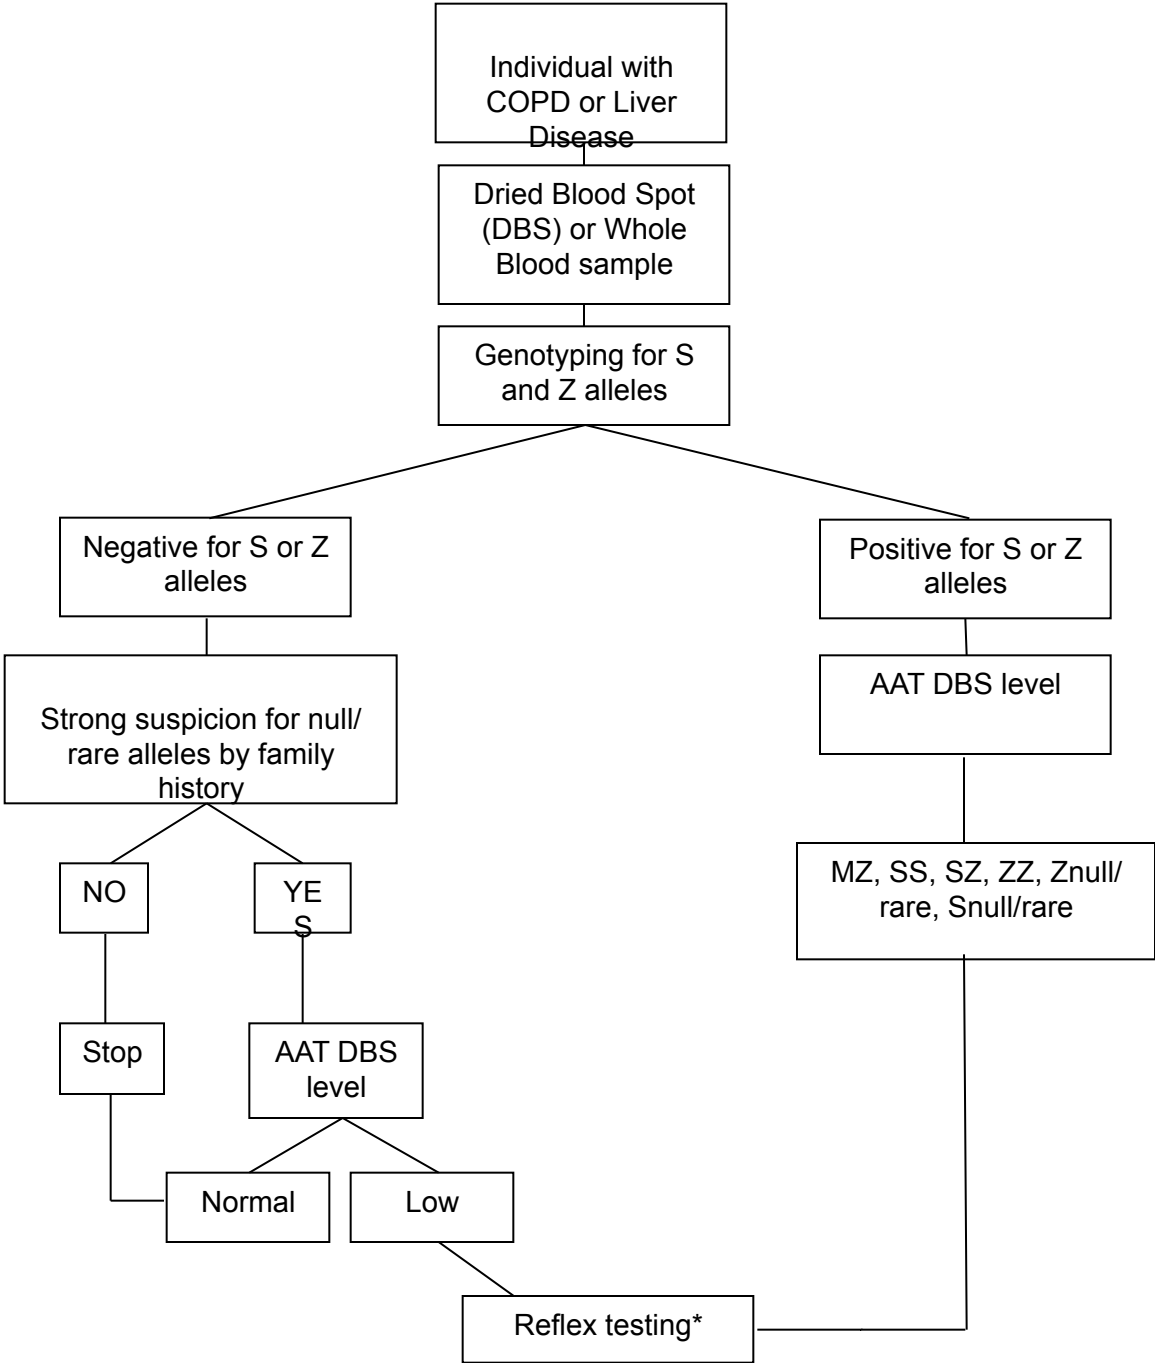 Individual with
COPD or Liver
Disease
Dried Blood Spot
(DBS) or Whole
Blood sample
Genotyping for S
and Z alleles
Negative for S or Z
alleles
Positive for S or Z
alleles
Strong suspicion for null/
rare alleles by family
history
AAT DBS level
NO
YE
S
MZ, SS, SZ, ZZ, Znull/
rare, Snull/rare
Stop
AAT DBS
level
Normal
Low
Reflex testing*